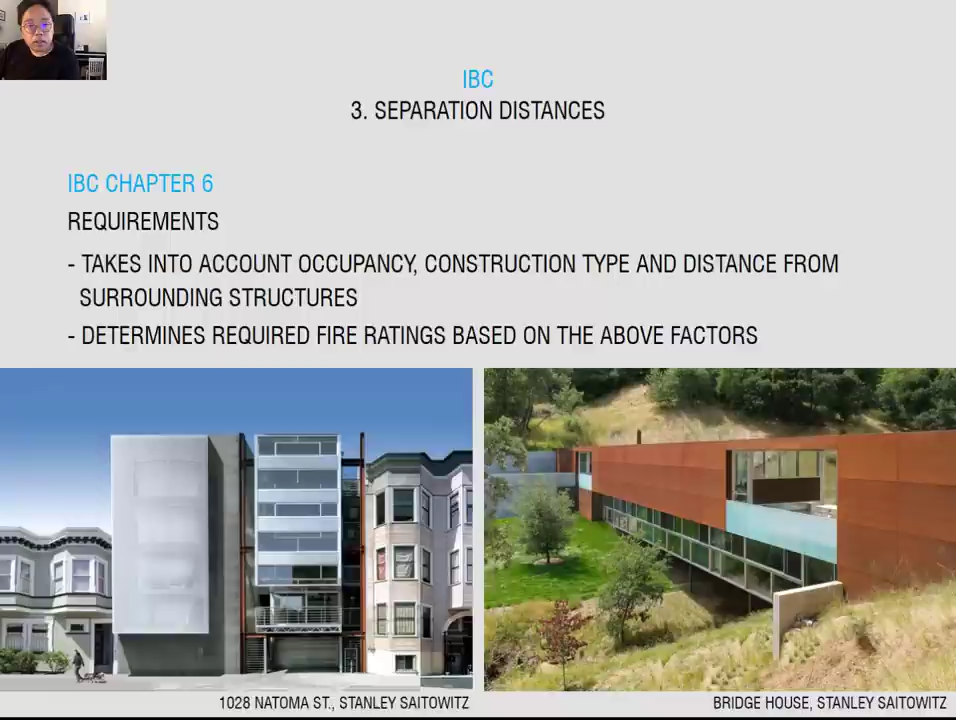 IBC
3. SEPARATION DISTANCES
IBC CHAPTER 6
REQUIREMENTS
- TAKES INTO ACCOUNT OCCUPANCY, CONSTRUCTION TYPE AND DISTANCE FROM
SURROUNDING STRUCTURES
- DETERMINES REQUIRED FIRE RATINGS BASED ON THE ABOVE FACTORS
1028 NATOMA ST., STANLEY SAITOWITZ
BRIDGE HOUSE, STANLEY SAITOWITZ